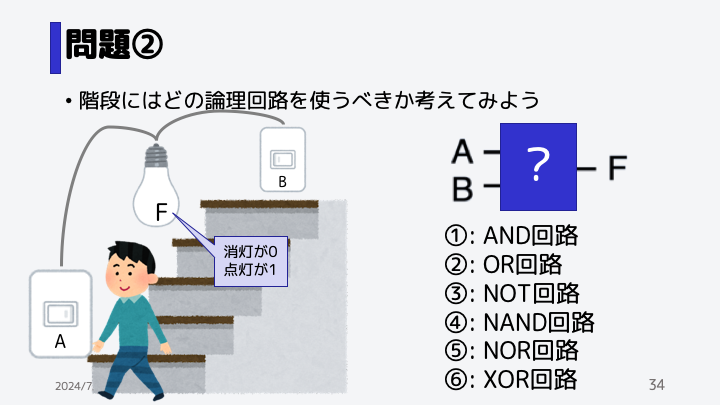 問題②
• 階段にはどの論理回路を使うべきか考えてみよう
B
F
消灯が0
点灯が1
A
A
B
?
F
①: AND回路
②: OR回路
③: NOT回路
④: NAND回路
⑤: NOR回路
⑥: XOR回路
2024/7
34